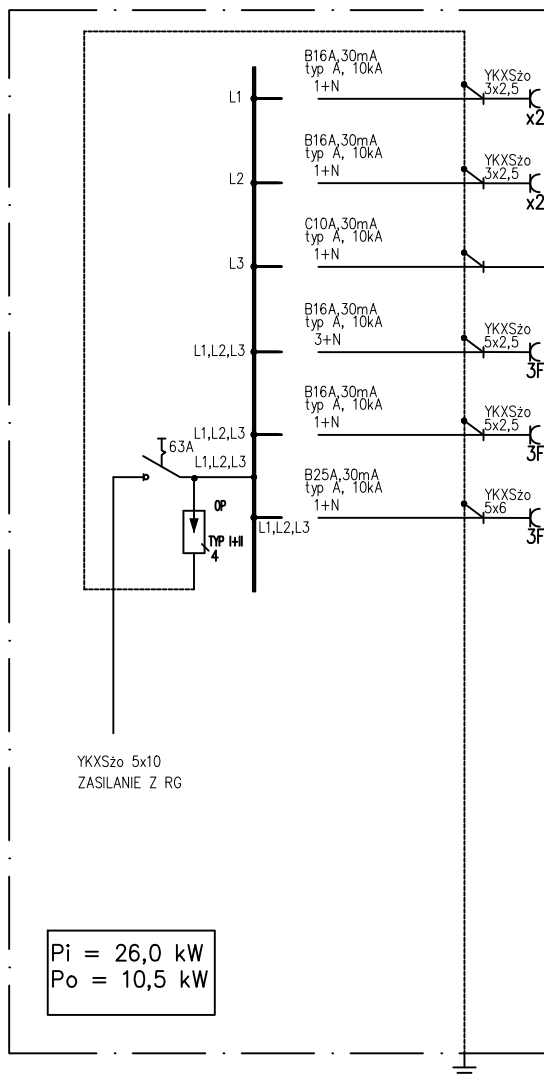 B16A,30mA
typ A, 10kA
1+N
L1
YKXSżo
3x2,5
x2
B16A,30mA
typ A, 10kA
1+N
L2
YKXSżo
3x2,5
x2
C10A,30mA
typ A, 10kA
1+N
L3
B16A,30mA
typ A, 10kA
3+N
L1,L2,L3
YKXSżo
5x2,5
3F
B16A,30mA
typ A, 10kA
1+N
L1,L2,L3
YKXSżo
5x2,5
3F
63A
L1,L2,L3
B25A,30mA
typ A, 10kA
1+N
L1,L2,L3
YKXSżo
5x6
3F
OP
TYP I+II
4
YKXSżo 5x10
ZASILANIE Z RG
Pi = 26,0 kW
Po = 10,5 kW